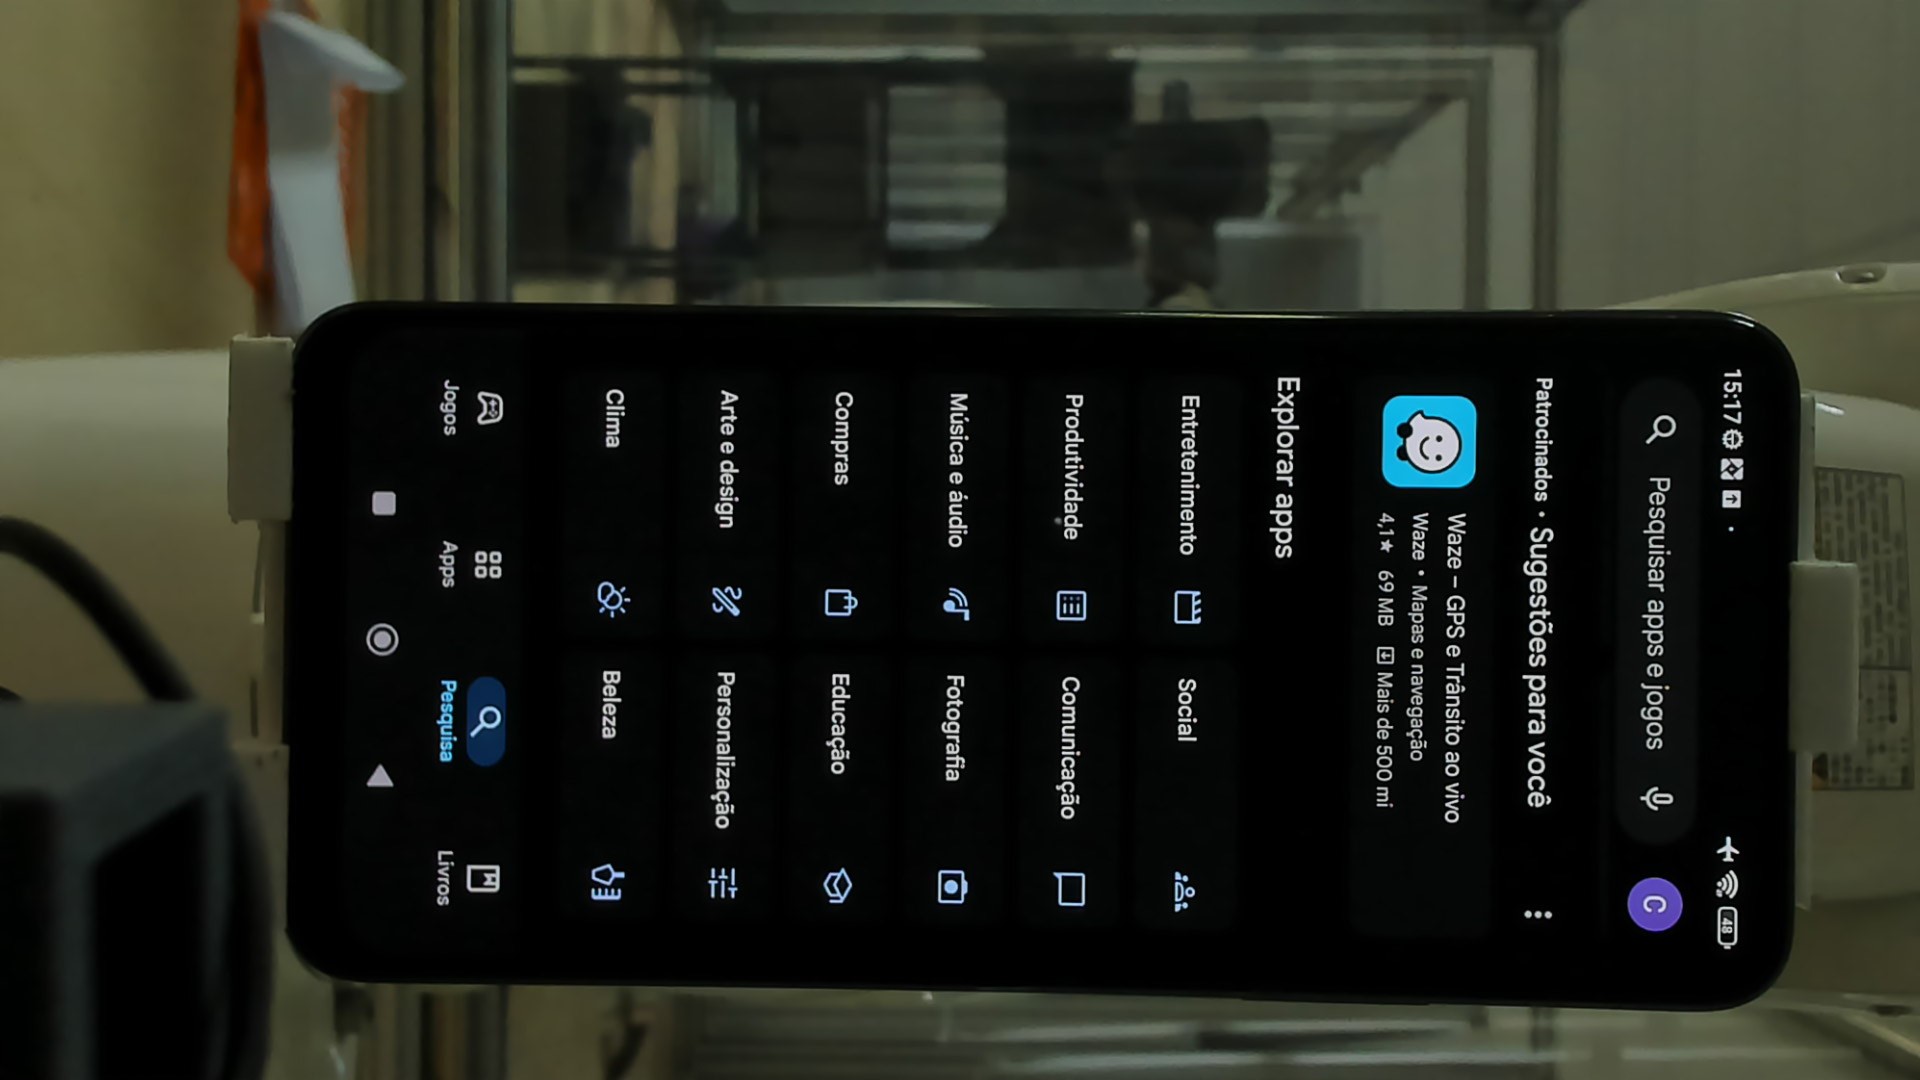 15:17
48
Pesquisar apps e jogos
C
Patrocinados • Sugestões para você
Waze – GPS e Trânsito ao vivo
Waze • Mapas e navegação
4,1★ 69 MB Mais de 500 mi
Explorar apps
Entretenimento
Social
Produtividade
Comunicação
Música e áudio
Fotografia
Compras
Educação
Arte e design
Personalização
Clima
Beleza
Jogos
Apps
Pesquisa
Livros